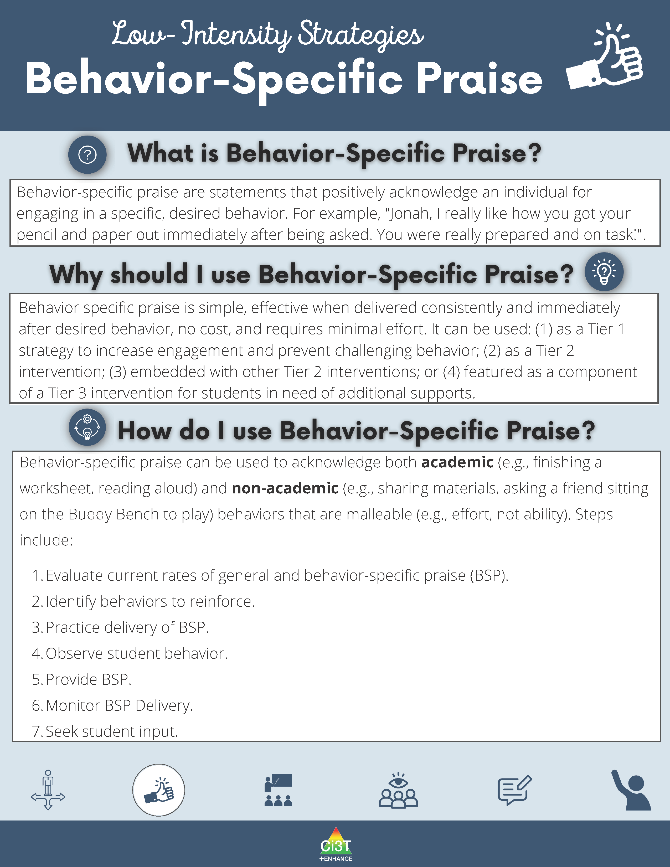 Low-Intensity Strategies
Behavior-Specific Praise
What is Behavior-Specific Praise?
Behavior-specific praise are statements that positively acknowledge an individual for
engaging in a specific, desired behavior. For example, "Jonah, I really like how you got your
pencil and paper out immediately after being asked. You were really prepared and on task!".
Why should I use Behavior-Specific Praise?
Behavior specific praise is simple, effective when delivered consistently and immediately
after desired behavior, no cost, and requires minimal effort. It can be used: (1) as a Tier 1
strategy to increase engagement and prevent challenging behavior; (2) as a Tier 2
intervention; (3) embedded with other Tier 2 interventions; or (4) featured as a component
of a Tier 3 intervention for students in need of additional supports.
How do I use Behavior-Specific Praise?
Behavior-specific praise can be used to acknowledge both academic (e.g., finishing a
worksheet, reading aloud) and non-academic (e.g., sharing materials, asking a friend sitting
on the Buddy Bench to play) behaviors that are malleable (e.g., effort, not ability). Steps
include:
1. Evaluate current rates of general and behavior-specific praise (BSP).
2. Identify behaviors to reinforce.
3. Practice delivery of BSP.
4. Observe student behavior.
5. Provide BSP.
6. Monitor BSP Delivery.
7. Seek student input.
CI3T
ENHANCE